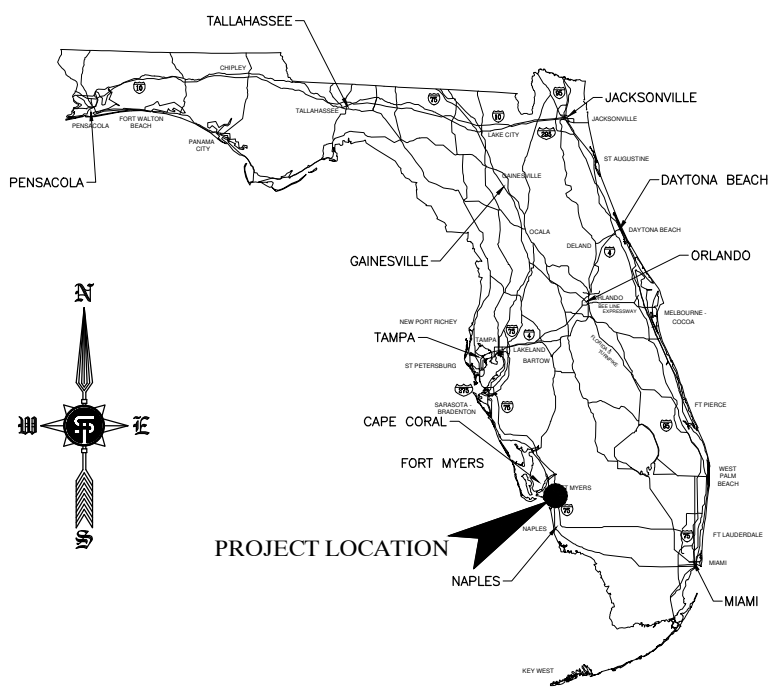 TALLAHASSEE
CHIPLEY
10
75
95
JACKSONVILLE
TALLAHASSEE
10
JACKSONVILLE
PENSACOLA
FORT WALTON
BEACH
LAKE CITY
295
PANAMA
CITY
ST AUGUSTINE
PENSACOLA
GAINESVILLE
DAYTONA BEACH
OCALA
DAYTONA BEACH
DELAND
4
GAINESVILLE
ORLANDO
N
ORLANDO
BEE LINE
EXPRESSWAY
MELBOURNE -
COCOA
NEW PORT RICHEY
75
4
TAMPA
TAMPA
LAKELAND
FLORIDA'S
TURNPIKE
ST PETERSBURG
BARTOW
275
SARASOTA -
BRADENTON
75
FT PIERCE
W
E
CAPE CORAL
95
FORT MYERS
WEST
PALM
BEACH
MYERS
75
NAPLES
75
FT LAUDERDALE
S
PROJECT LOCATION
MIAMI
NAPLES
MIAMI
KEY WEST